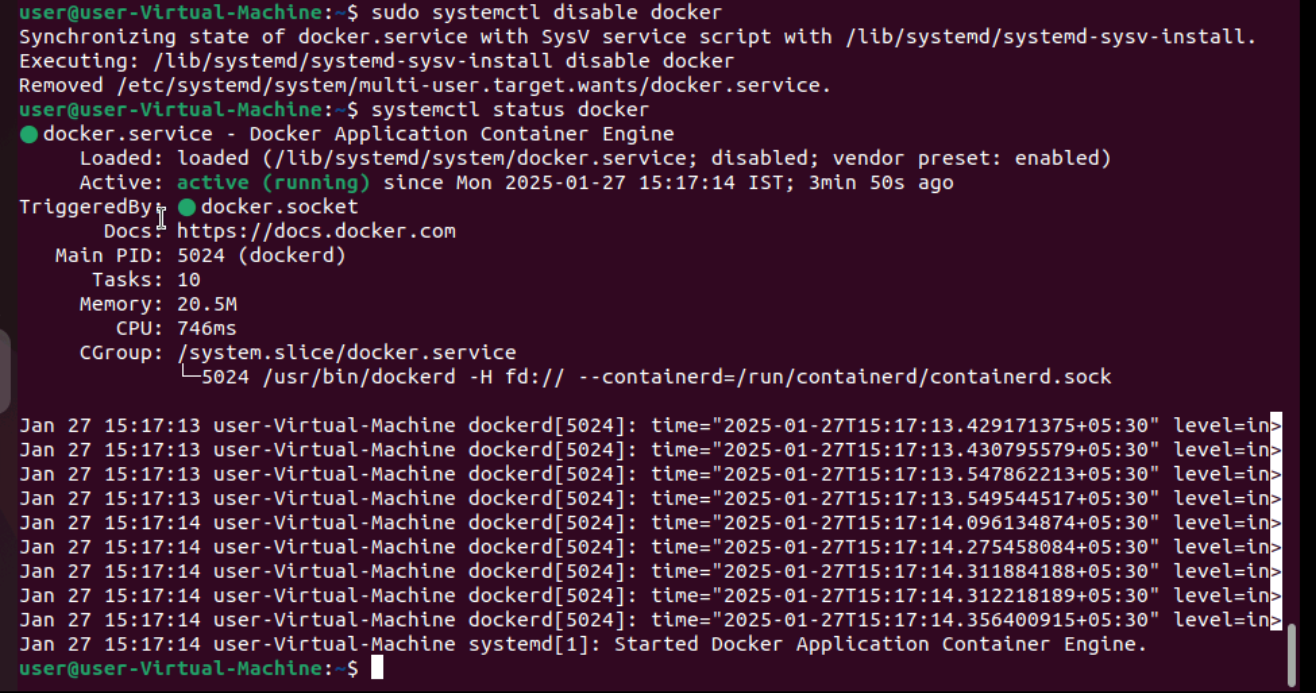 user@user-Virtual-Machine:~$ sudo systemctl disable docker
Synchronizing state of docker.service with SysV service script with /lib/systemd/systemd-sysv-install.
Executing: /lib/systemd/systemd-sysv-install disable docker
Removed /etc/systemd/system/multi-user.target.wants/docker.service.
user@user-Virtual-Machine:~$ systemctl status docker
● docker.service - Docker Application Container Engine
     Loaded: loaded (/lib/systemd/system/docker.service; disabled; vendor preset: enabled)
     Active: active (running) since Mon 2025-01-27 15:17:14 IST; 3min 50s ago
TriggeredBy: ● docker.socket
       Docs: https://docs.docker.com
   Main PID: 5024 (dockerd)
      Tasks: 10
     Memory: 20.5M
        CPU: 746ms
     CGroup: /system.slice/docker.service
             └─5024 /usr/bin/dockerd -H fd:// --containerd=/run/containerd/containerd.sock
Jan 27 15:17:13 user-Virtual-Machine dockerd[5024]: time="2025-01-27T15:17:13.429171375+05:30" level=in>
Jan 27 15:17:13 user-Virtual-Machine dockerd[5024]: time="2025-01-27T15:17:13.430795579+05:30" level=in>
Jan 27 15:17:13 user-Virtual-Machine dockerd[5024]: time="2025-01-27T15:17:13.547862213+05:30" level=in>
Jan 27 15:17:13 user-Virtual-Machine dockerd[5024]: time="2025-01-27T15:17:13.549544517+05:30" level=in>
Jan 27 15:17:14 user-Virtual-Machine dockerd[5024]: time="2025-01-27T15:17:14.096134874+05:30" level=in>
Jan 27 15:17:14 user-Virtual-Machine dockerd[5024]: time="2025-01-27T15:17:14.275458084+05:30" level=in>
Jan 27 15:17:14 user-Virtual-Machine dockerd[5024]: time="2025-01-27T15:17:14.311884188+05:30" level=in>
Jan 27 15:17:14 user-Virtual-Machine dockerd[5024]: time="2025-01-27T15:17:14.312218189+05:30" level=in>
Jan 27 15:17:14 user-Virtual-Machine dockerd[5024]: time="2025-01-27T15:17:14.356400915+05:30" level=in>
Jan 27 15:17:14 user-Virtual-Machine systemd[1]: Started Docker Application Container Engine.
user@user-Virtual-Machine:~$